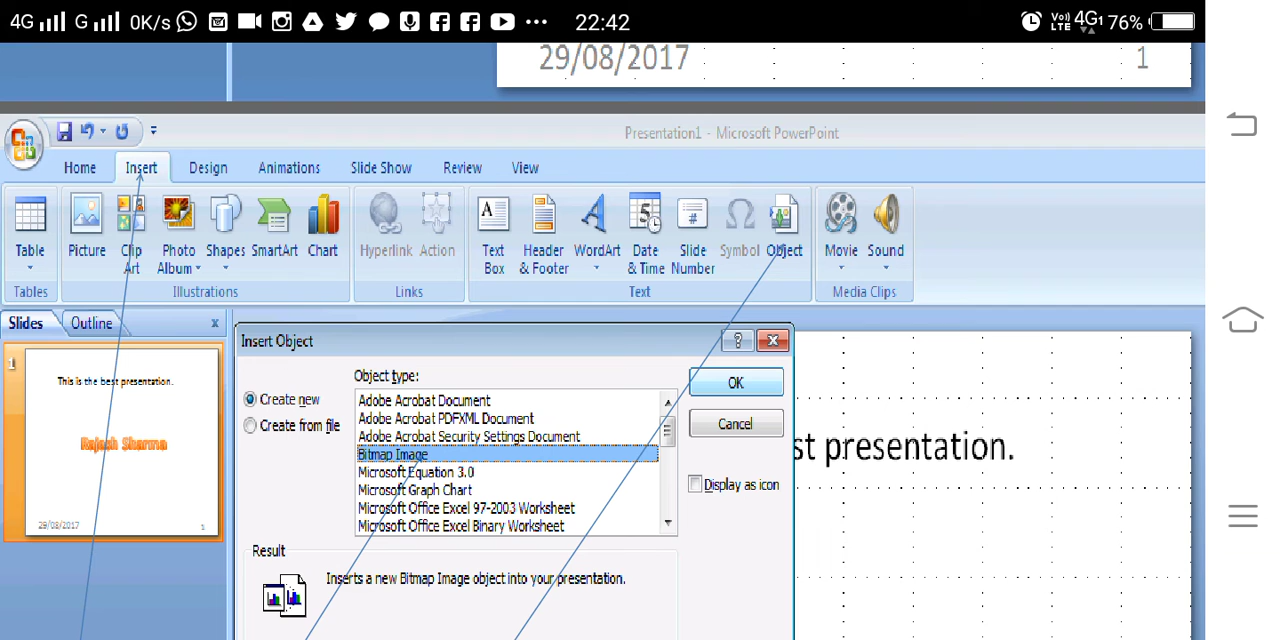 4G G 0K/s 22:42 VoLTE 4G1 76%
29/08/2017 1
Presentation1 - Microsoft PowerPoint
Home Insert Design Animations Slide Show Review View
Table Picture Clip Art Photo Album Shapes SmartArt Chart Hyperlink Action Text Box Header & Footer WordArt Date & Time Slide Number Symbol Object Movie Sound
Tables Illustrations Links Text Media Clips
Slides Outline x
1
This is the best presentation.
Rajesh Sharma
29/08/2017 1
Insert Object
Object type:
Create new
Create from file
Adobe Acrobat Document
Adobe Acrobat PDFXML Document
Adobe Acrobat Security Settings Document
Bitmap Image
Microsoft Equation 3.0
Microsoft Graph Chart
Microsoft Office Excel 97-2003 Worksheet
Microsoft Office Excel Binary Worksheet
OK
Cancel
Display as icon
Result
Inserts a new Bitmap Image object into your presentation.
st presentation.